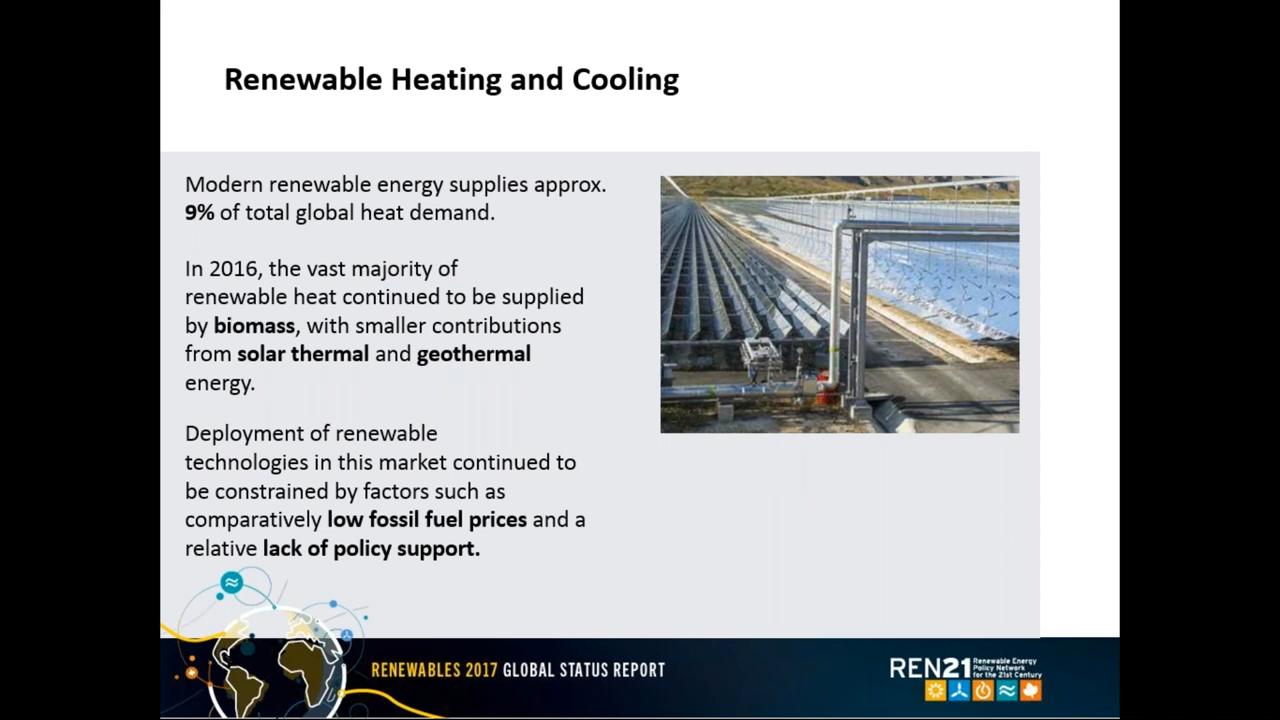 Renewable Heating and Cooling
Modern renewable energy supplies approx.
9% of total global heat demand.
In 2016, the vast majority of
renewable heat continued to be supplied
by biomass, with smaller contributions
from solar thermal and geothermal
energy.
Deployment of renewable
technologies in this market continued to
be constrained by factors such as
comparatively low fossil fuel prices and a
relative lack of policy support.
RENEWABLES 2017 GLOBAL STATUS REPORT
REN21
Renewable Energy
Policy Network
for the 21st Century